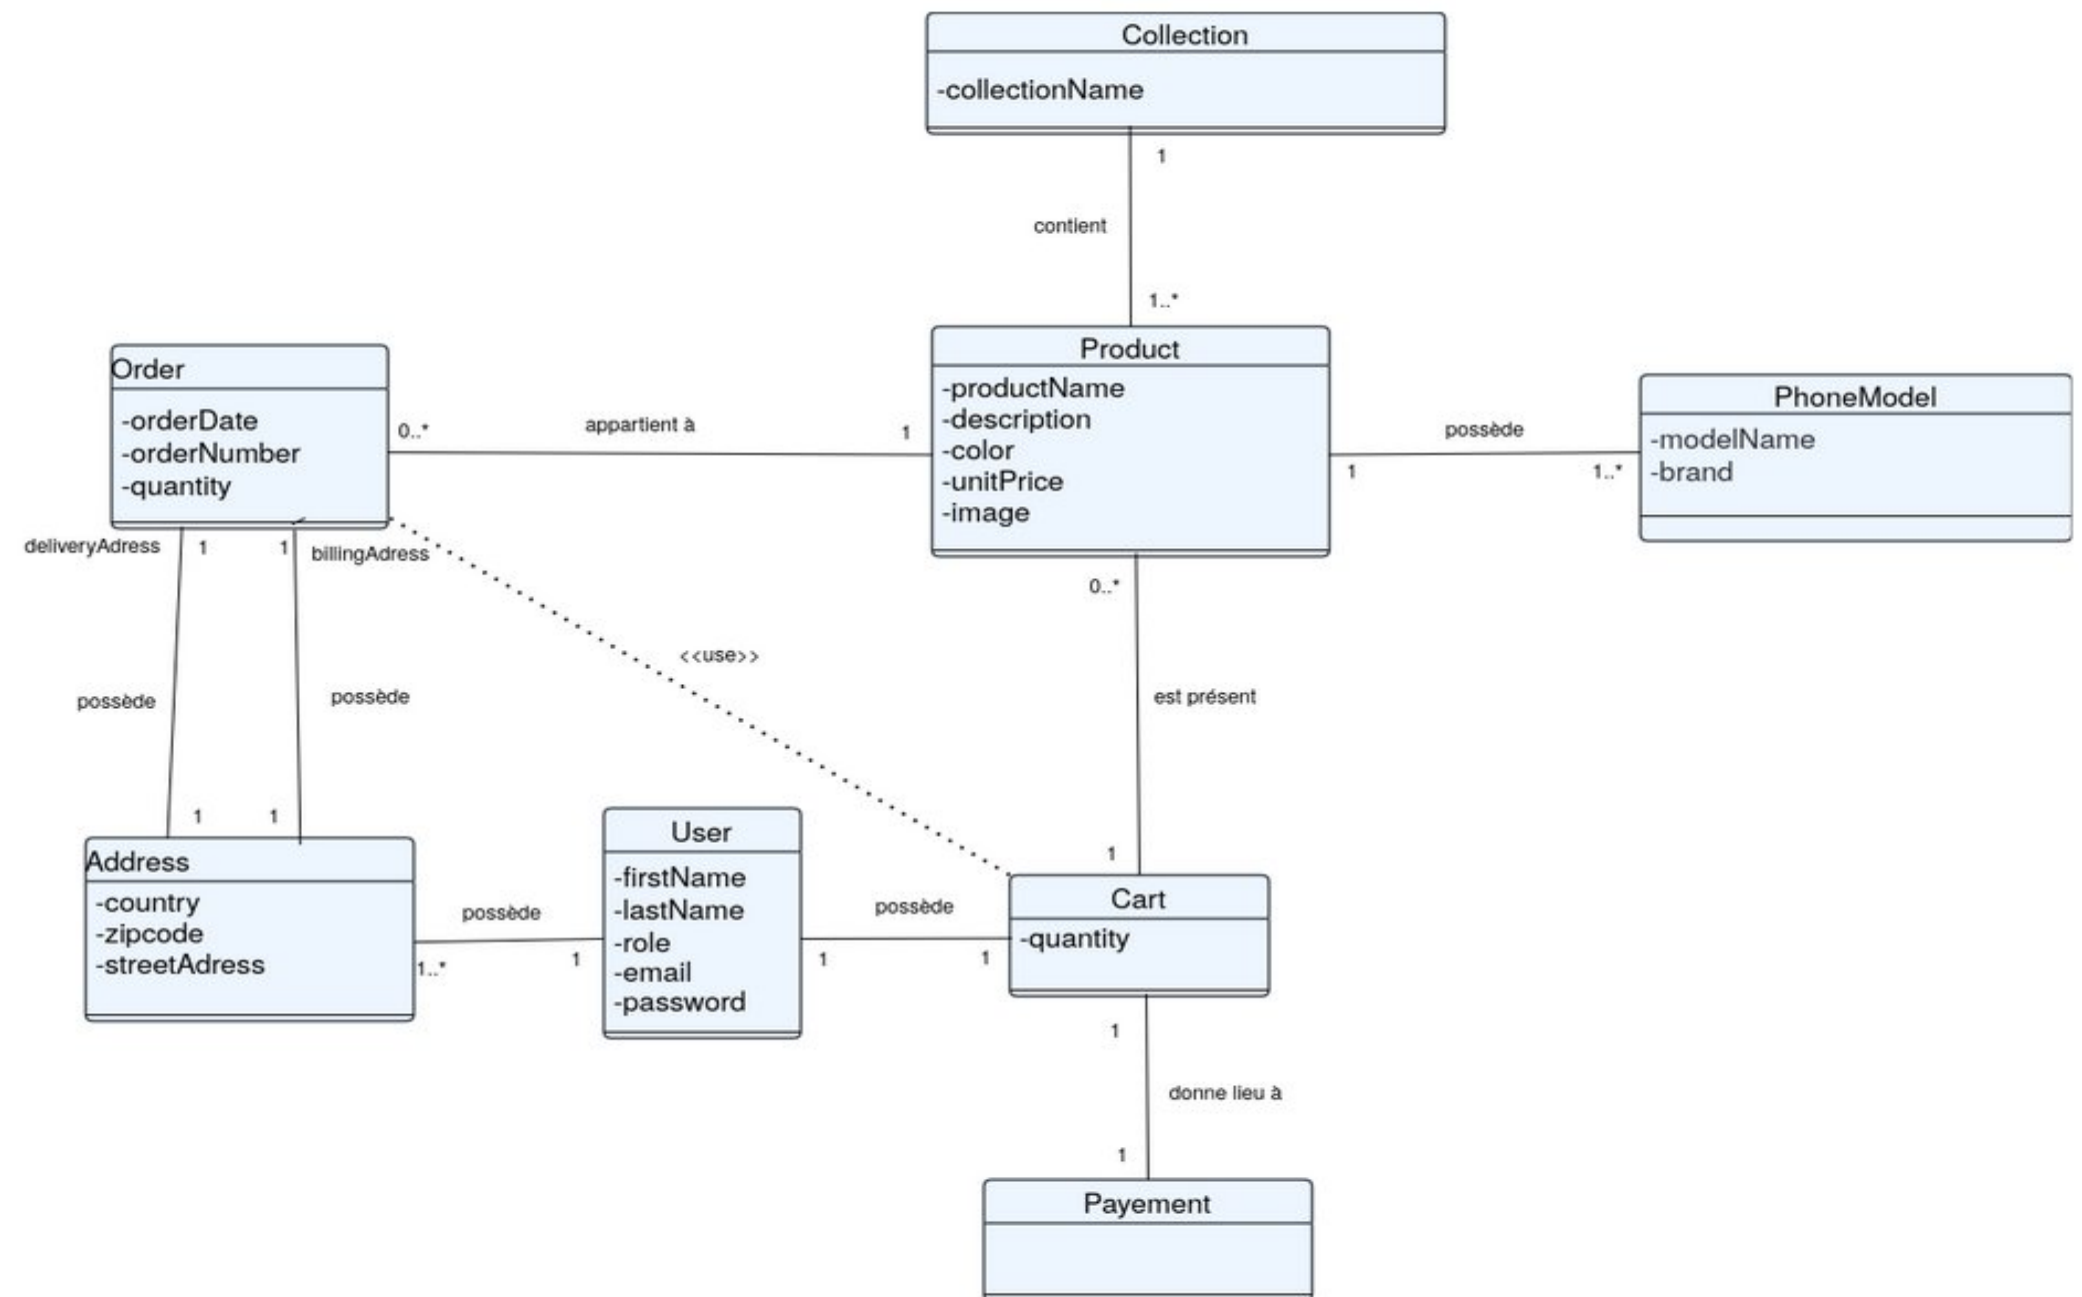 Collection
-collectionName
1
contient
1..*
Product
-productName
-description
-color
-unitPrice
-image
Order
-orderDate
-orderNumber
-quantity
0..*
appartient à
1
PhoneModel
-modelName
-brand
possède
1
1..*
deliveryAdress
1
1
billingAdress
0..*
<<use>>
possède
possède
est présent
1
1
1
Address
-country
-zipcode
-streetAdress
possède
1..*
1
User
-firstName
-lastName
-role
-email
-password
possède
1
1
Cart
-quantity
1
donne lieu à
1
Payement